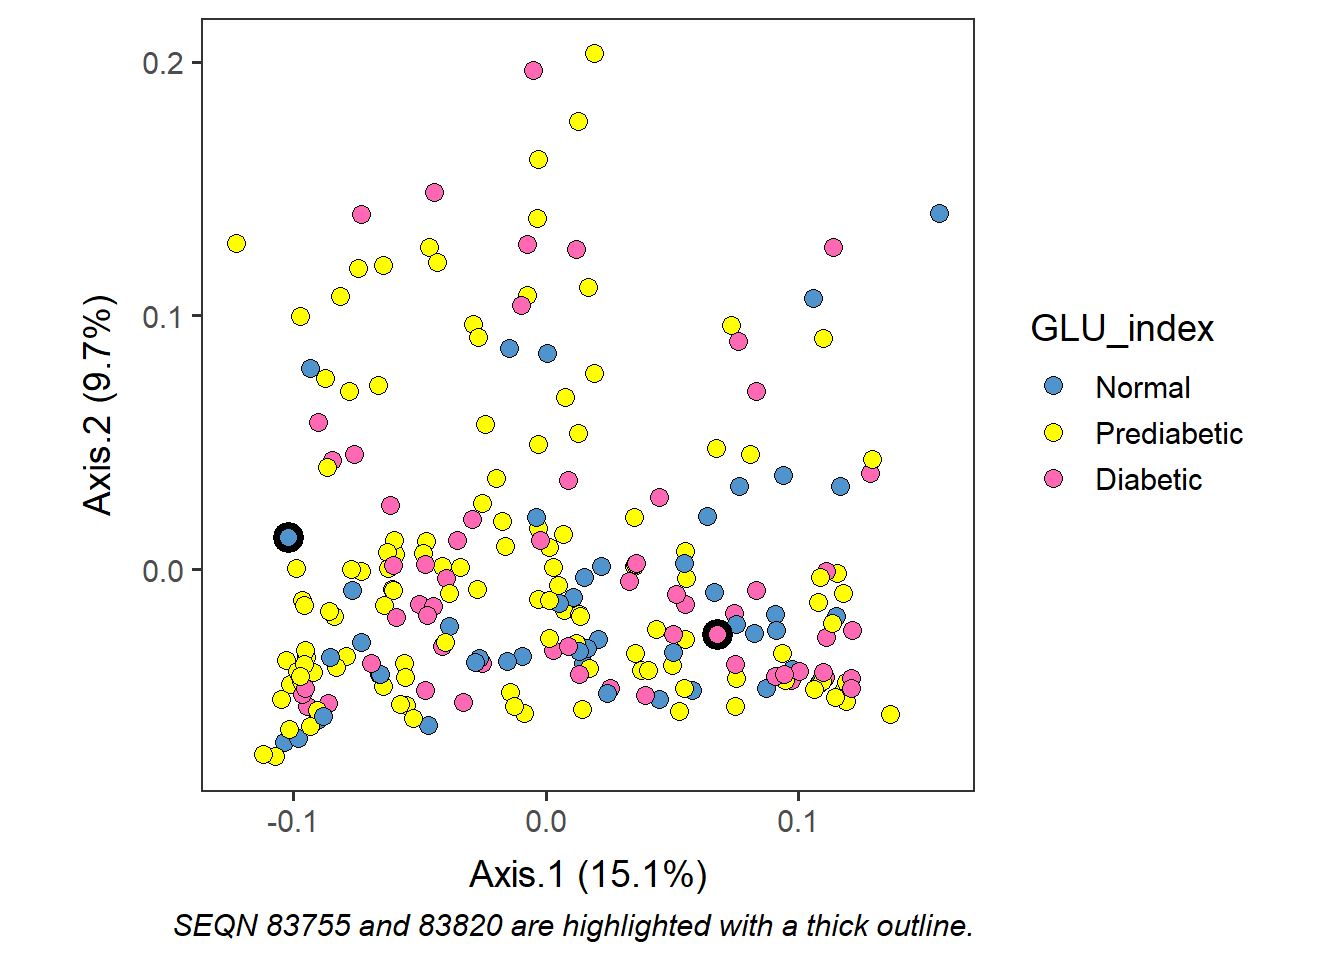 0.2
0.1
0.0
Axis.2 (9.7%)
-0.1
0.0
0.1
Axis.1 (15.1%)
SEQN 83755 and 83820 are highlighted with a thick outline.
GLU_index
Normal
Prediabetic
Diabetic